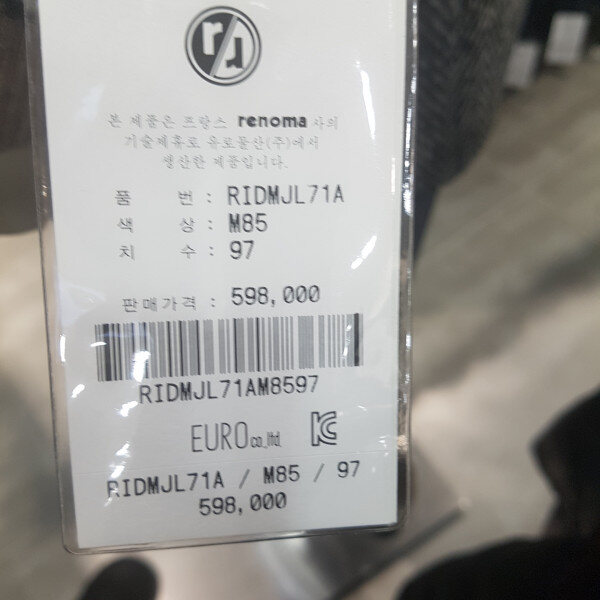 본 제품은 프랑스 renoma 사의
기술제휴로 유로물산(주)에서
생산한 제품입니다.
품 번 : RIDMJL71A
색 상 : M85
치 수 : 97
판매가격 : 598,000
RIDMJL71AM8597
EURO co.,ltd.
RIDMJL71A / M85 / 97
598,000